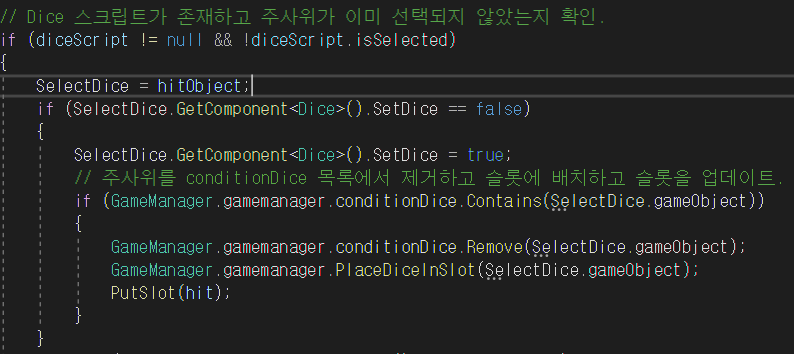 // Dice 스크립트가 존재하고 주사위가 이미 선택되지 않았는지 확인.
if (diceScript != null && !diceScript.isSelected)
{
SelectDice = hitObject;
if (SelectDice.GetComponent<Dice>().SetDice == false)
{
SelectDice.GetComponent<Dice>().SetDice = true;
// 주사위를 conditionDice 목록에서 제거하고 슬롯에 배치하고 슬롯을 업데이트.
if (GameManager.gamemanager.conditionDice.Contains(SelectDice.gameObject))
{
GameManager.gamemanager.conditionDice.Remove(SelectDice.gameObject);
GameManager.gamemanager.PlaceDiceInSlot(SelectDice.gameObject);
PutSlot(hit);
}
}